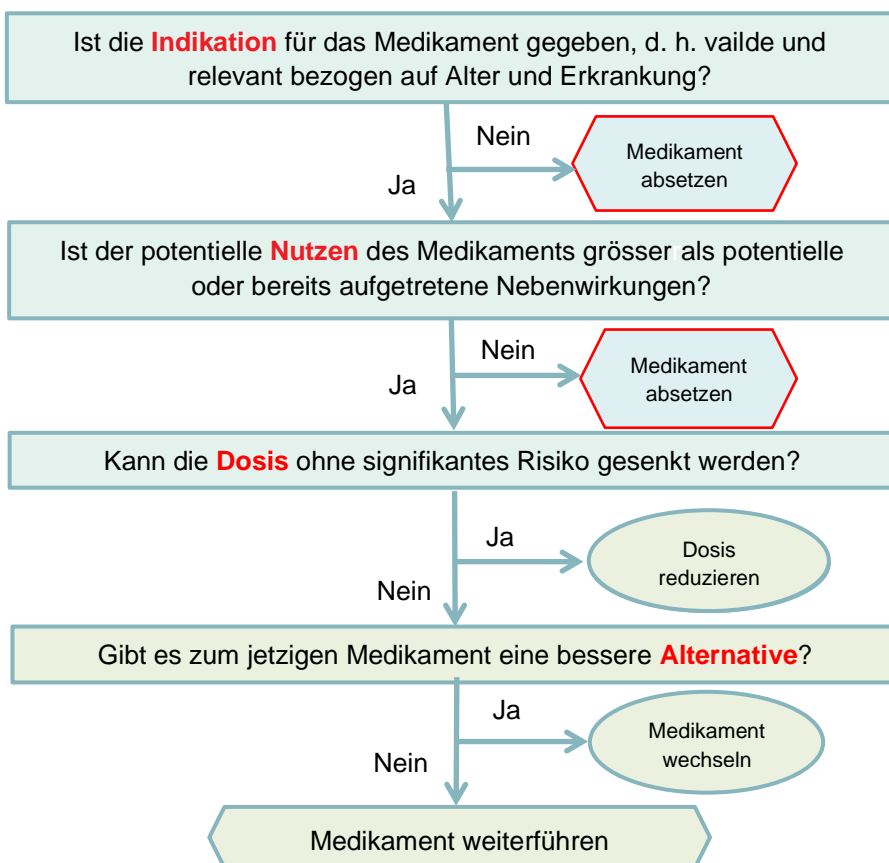 Ist die Indikation für das Medikament gegeben, d. h. vailde und
relevant bezogen auf Alter und Erkrankung?
Nein
Medikament
absetzen
Ja
Ist der potentielle Nutzen des Medikaments grösser als potentielle
oder bereits aufgetretene Nebenwirkungen?
Nein
Medikament
absetzen
Ja
Kann die Dosis ohne signifikantes Risiko gesenkt werden?
Ja
Dosis
reduzieren
Nein
Gibt es zum jetzigen Medikament eine bessere Alternative?
Ja
Medikament
wechseln
Nein
Medikament weiterführen